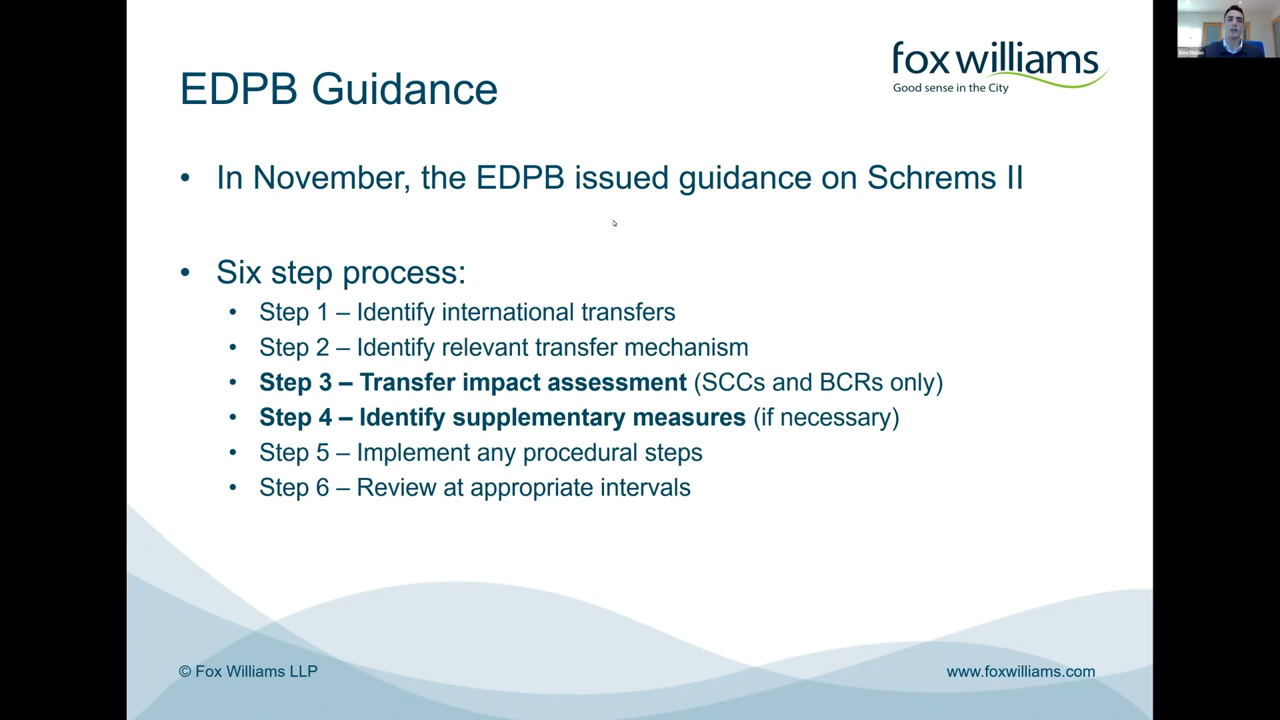 EDPB Guidance
fox williams
Good sense in the City
• In November, the EDPB issued guidance on Schrems II
• Six step process:
• Step 1 – Identify international transfers
• Step 2 – Identify relevant transfer mechanism
• Step 3 – Transfer impact assessment (SCCs and BCRs only)
• Step 4 – Identify supplementary measures (if necessary)
• Step 5 – Implement any procedural steps
• Step 6 – Review at appropriate intervals
© Fox Williams LLP
www.foxwilliams.com
Ben Nolan